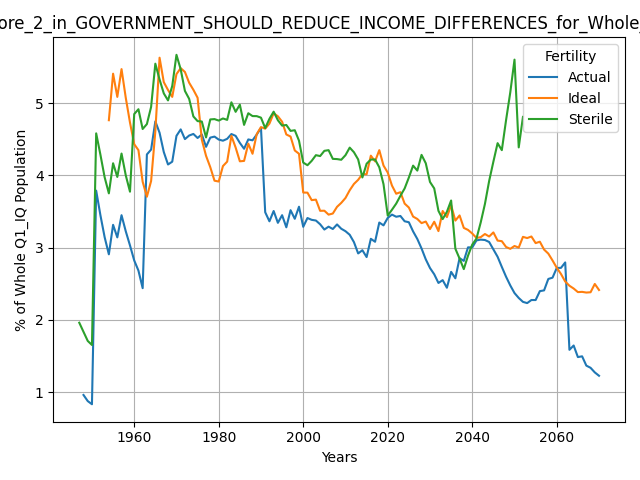 ore_2_in_GOVERNMENT_SHOULD_REDUCE_INCOME_DIFFERENCES_for_Whole_
Fertility
Actual
Ideal
Sterile
% of Whole Q1_IQ Population
5
4
3
2
1
1960 1980 2000 2020 2040 2060
Years